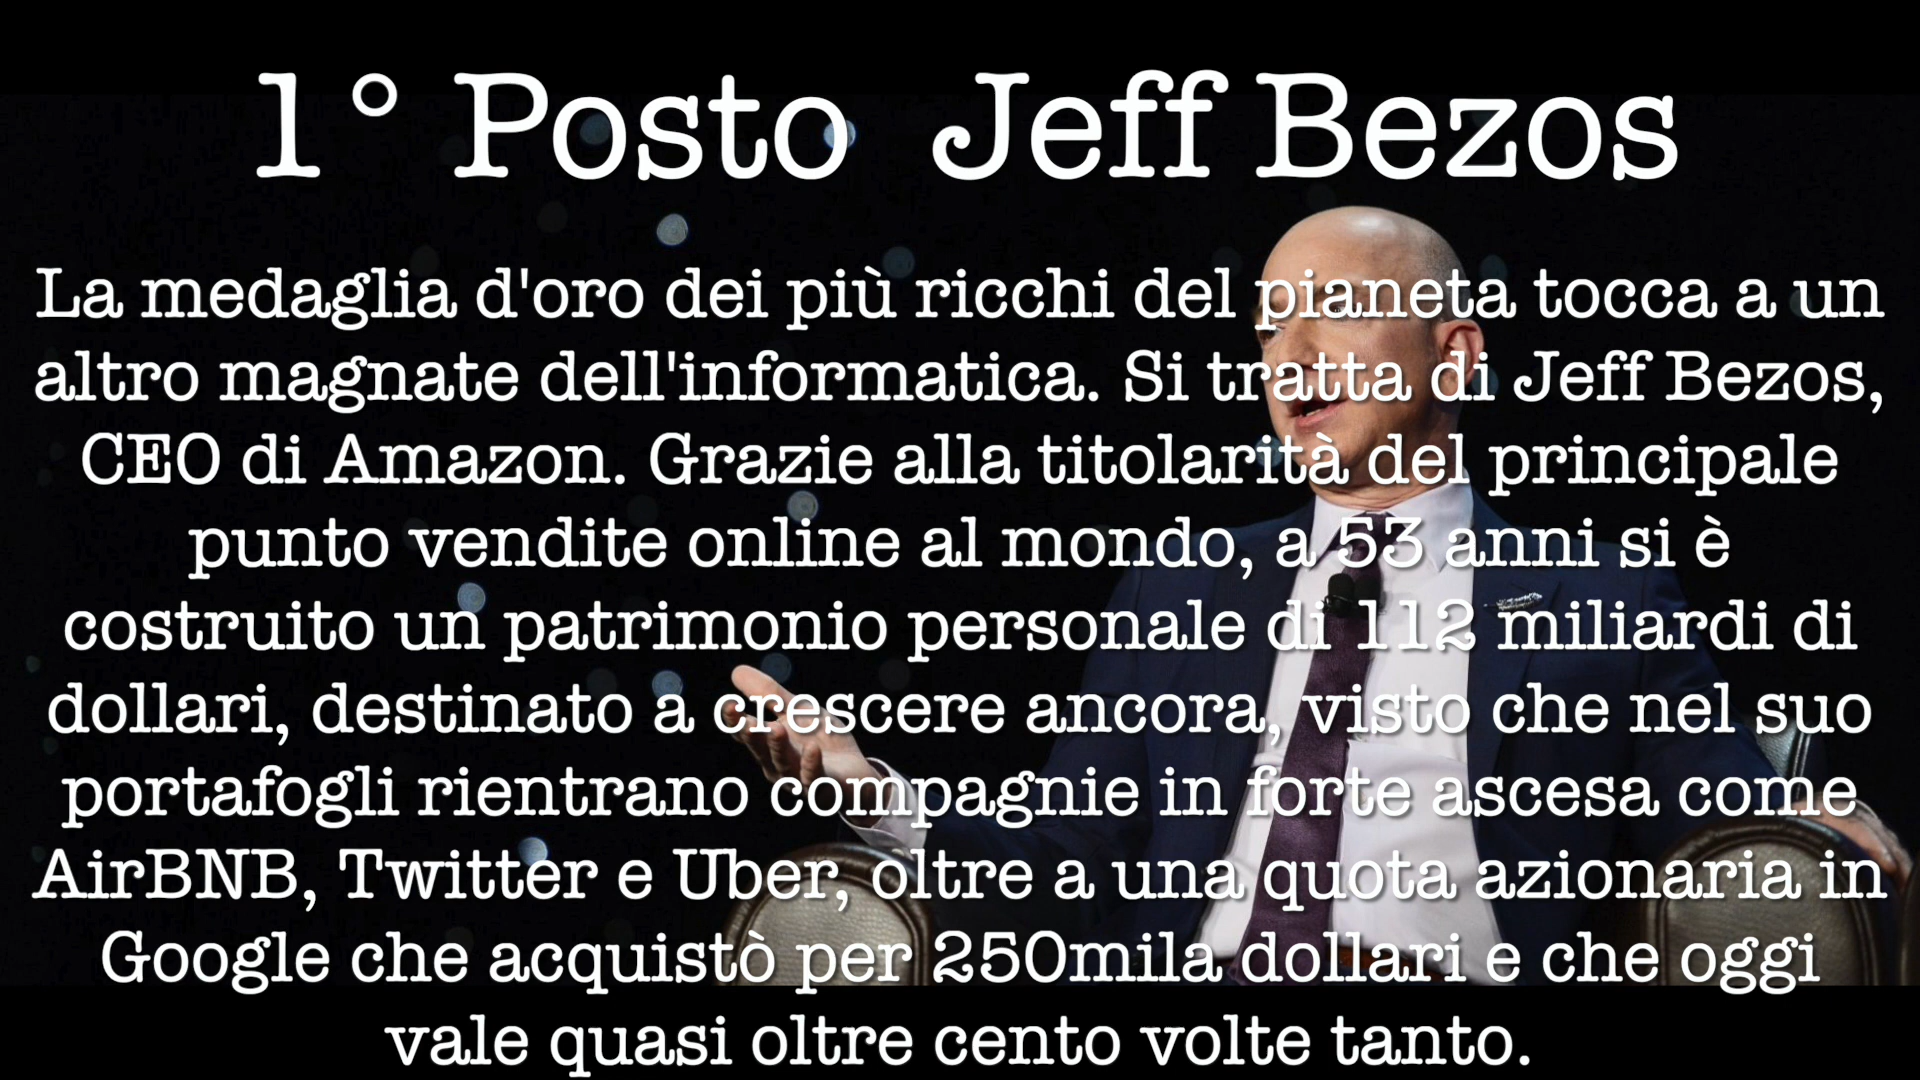 1° Posto  Jeff Bezos
La medaglia d'oro dei più ricchi del pianeta tocca a un
altro magnate dell'informatica. Si tratta di Jeff Bezos,
CEO di Amazon. Grazie alla titolarità del principale
punto vendite online al mondo, a 53 anni si è
costruito un patrimonio personale di 112 miliardi di
dollari, destinato a crescere ancora, visto che nel suo
portafogli rientrano compagnie in forte ascesa come
AirBNB, Twitter e Uber, oltre a una quota azionaria in
Google che acquistò per 250mila dollari e che oggi
vale quasi oltre cento volte tanto.